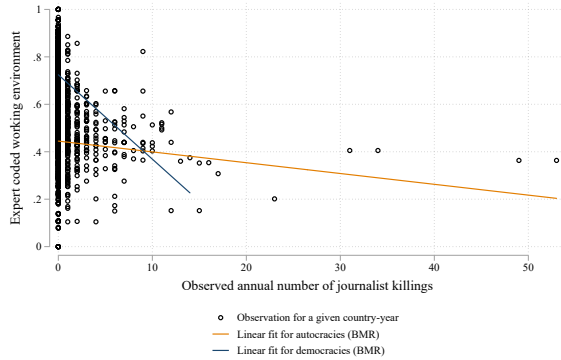 Expert coded working environment
1
.8
.6
.4
.2
0
0 10 20 30 40 50
Observed annual number of journalist killings
Observation for a given country-year
Linear fit for autocracies (BMR)
Linear fit for democracies (BMR)